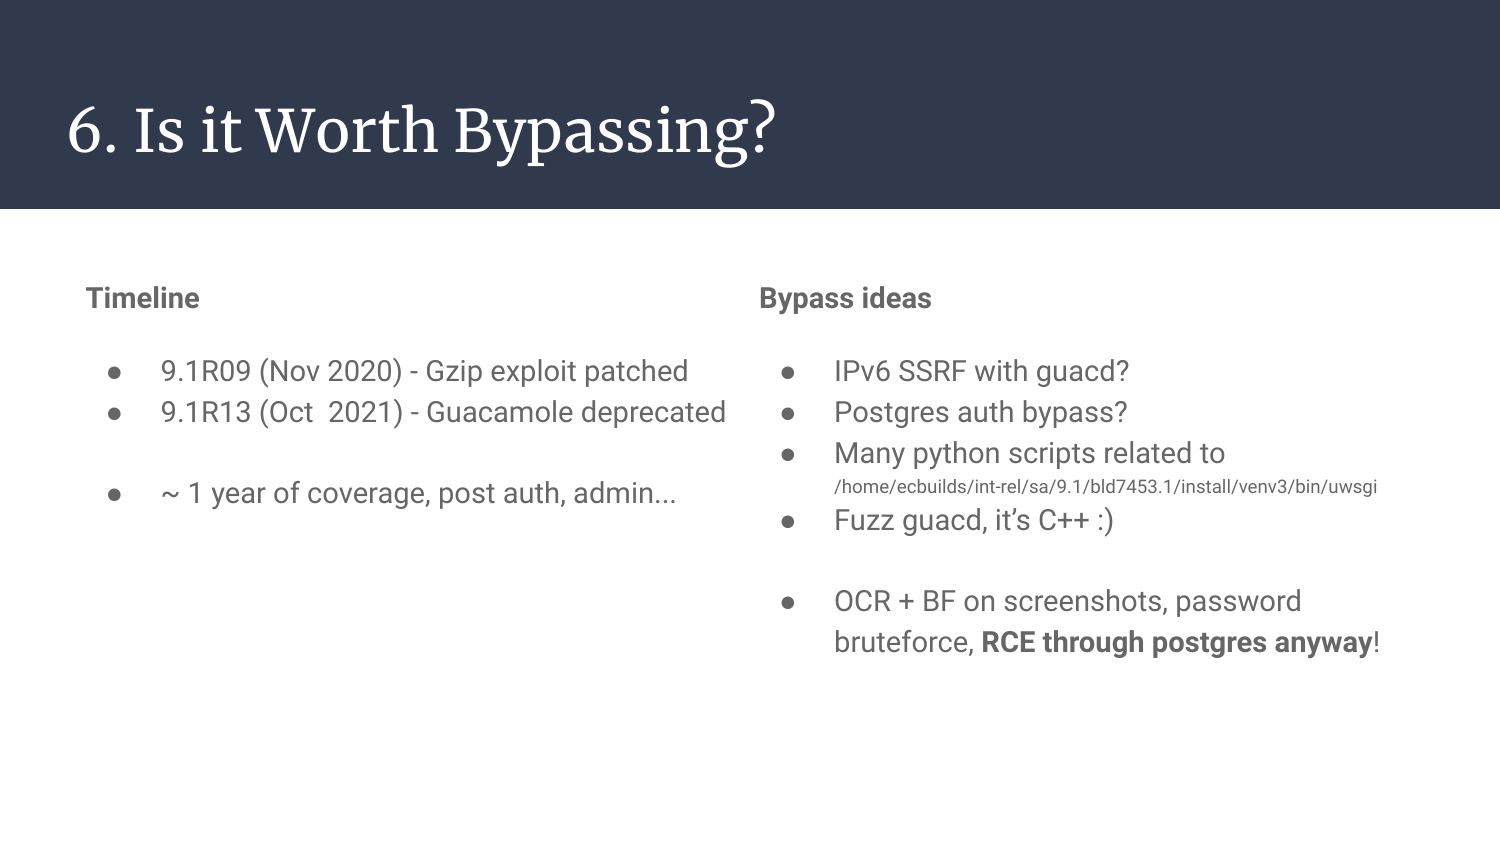 6. Is it Worth Bypassing?
Timeline
● 9.1R09 (Nov 2020) - Gzip exploit patched
● 9.1R13 (Oct  2021) - Guacamole deprecated
● ~ 1 year of coverage, post auth, admin...
Bypass ideas
● IPv6 SSRF with guacd?
● Postgres auth bypass?
● Many python scripts related to
/home/ecbuilds/int-rel/sa/9.1/bld7453.1/install/venv3/bin/uwsgi
● Fuzz guacd, it’s C++ :)
● OCR + BF on screenshots, password
bruteforce, RCE through postgres anyway!